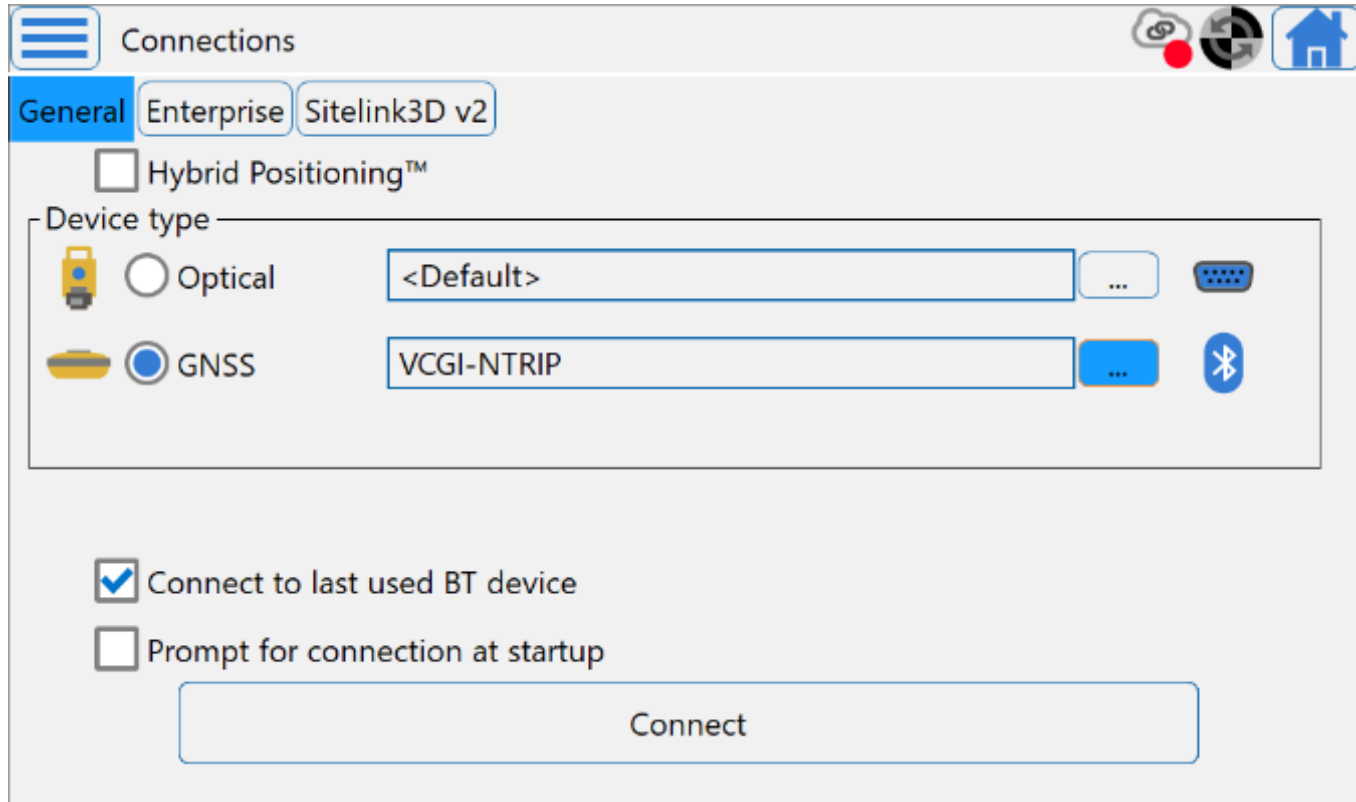 Connections
General Enterprise Sitelink3D v2
Hybrid Positioning™
Device type
Optical <Default> ...
GNSS VCGI-NTRIP ...
Connect to last used BT device
Prompt for connection at startup
Connect